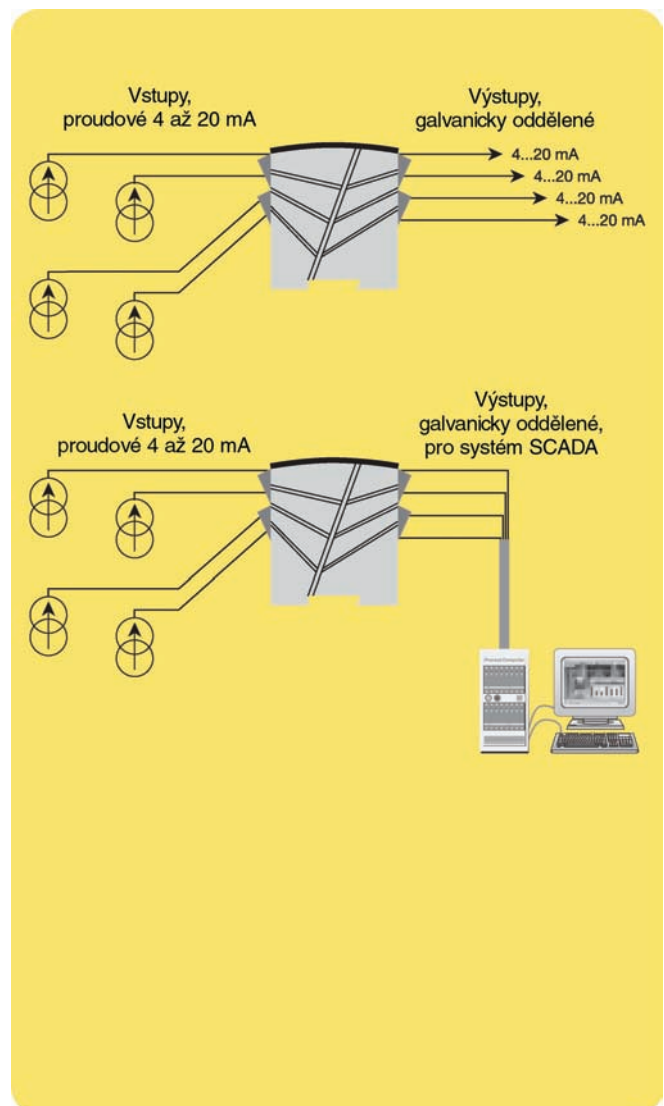 Vstupy,
proudové 4 až 20 mA
Výstupy,
galvanicky oddělené
4...20 mA
4...20 mA
4...20 mA
4...20 mA
Vstupy,
proudové 4 až 20 mA
Výstupy,
galvanicky oddělené,
pro systém SCADA